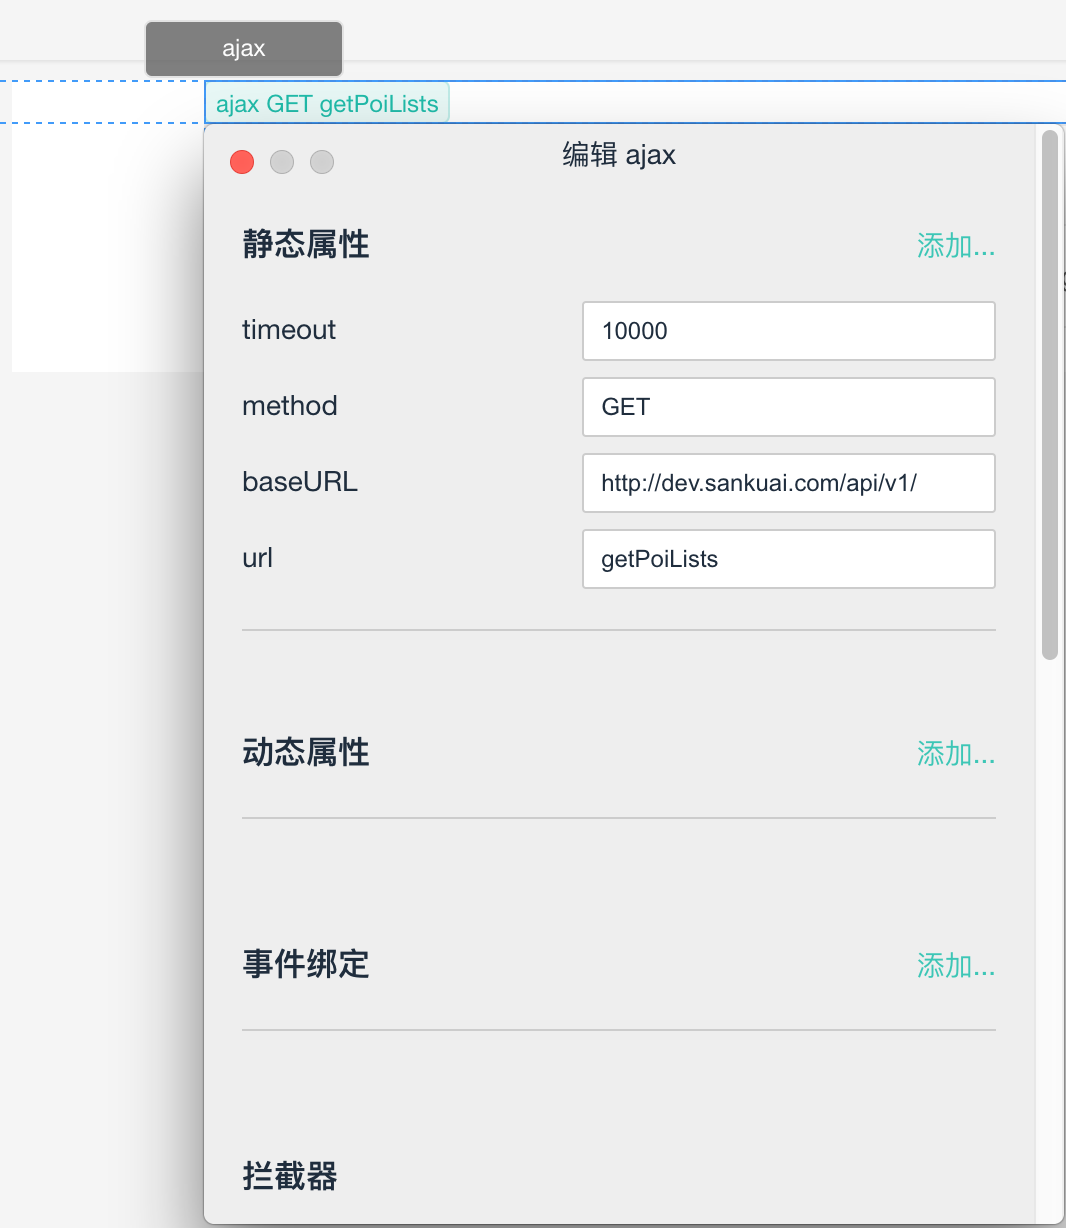 ajax
ajax GET getPoiLists
编辑 ajax
静态属性 添加...
timeout 10000
method GET
baseURL http://dev.sankuai.com/api/v1/
url getPoiLists
动态属性 添加...
事件绑定 添加...
拦截器